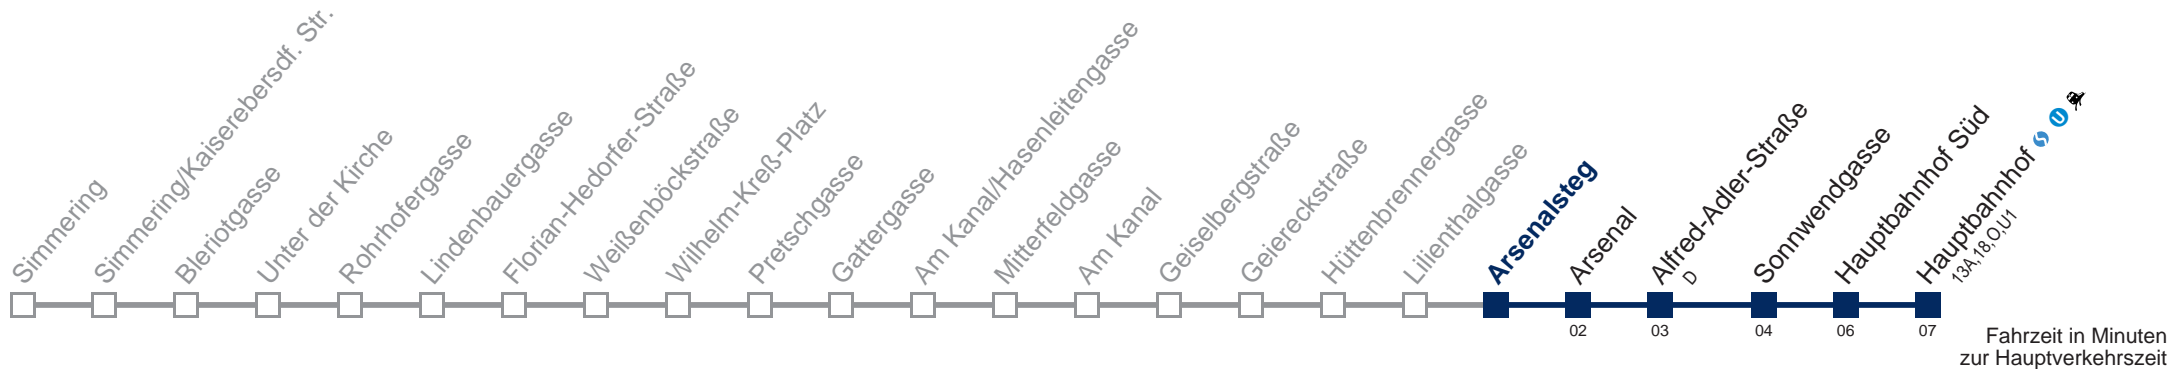 Simmering
Simmering/Kaiserebersdf. Str.
Bleriotgasse
Unter der Kirche
Rohrhofergasse
Lindenbauergasse
Florian-Hedorfer-Straße
Weißenböckstraße
Wilhelm-Kreß-Platz
Pretschgasse
Gattergasse
Am Kanal/Hasenleitengasse
Mitterfeldgasse
Am Kanal
Geiselbergstraße
Geiereckstraße
Hüttenbrennergasse
Lilienthalgasse
Arsenalsteg
Arsenal
Alfred-Adler-Straße
D
Sonnwendgasse
Hauptbahnhof Süd
Hauptbahnhof S U
13A,18,O,U1
02 03 04 06 07
Fahrzeit in Minuten
zur Hauptverkehrszeit